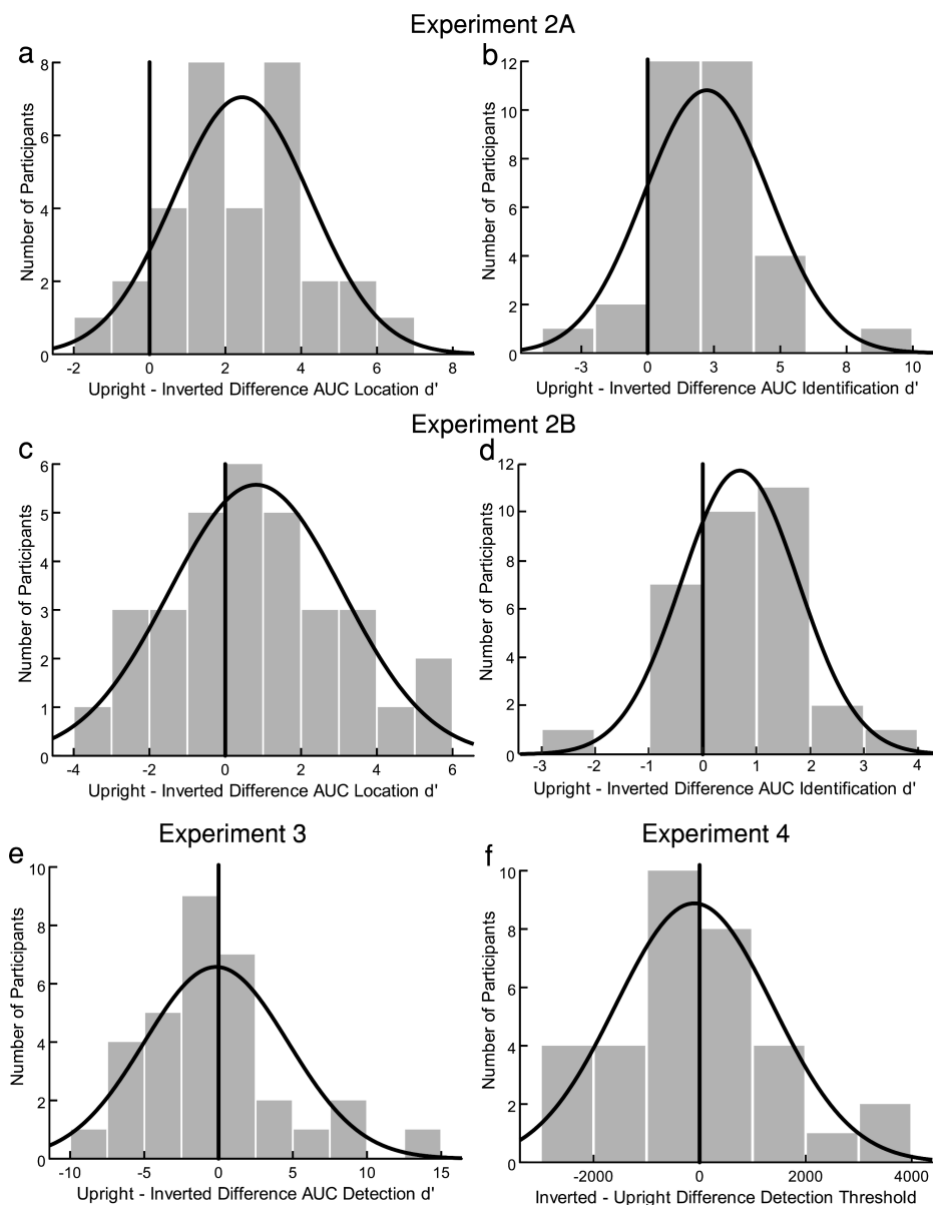 Experiment 2A
a
8
6
4
2
0
Number of Participants
-2 0 2 4 6 8
Upright - Inverted Difference AUC Location d'
b
12
10
8
6
4
2
0
Number of Participants
-3 0 3 5 8 10
Upright - Inverted Difference AUC Identification d'
Experiment 2B
c
6
5
4
3
2
1
0
Number of Participants
-4 -2 0 2 4 6
Upright - Inverted Difference AUC Location d'
d
12
10
8
6
4
2
0
Number of Participants
-3 -2 -1 0 1 2 3 4
Upright - Inverted Difference AUC Identification d'
Experiment 3
e
10
8
6
4
2
0
Number of Participants
-10 -5 0 5 10 15
Upright - Inverted Difference AUC Detection d'
Experiment 4
f
10
8
6
4
2
0
Number of Participants
-2000 0 2000 4000
Inverted - Upright Difference Detection Threshold